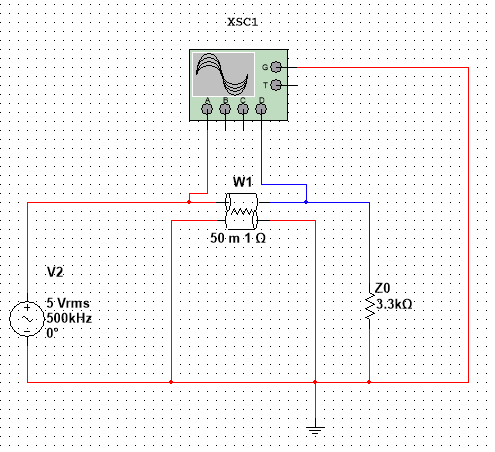 XSC1
G
T
A B C D
W1
50 m 1 Ω
V2
5 Vrms
500kHz
0°
Z0
3.3kΩ